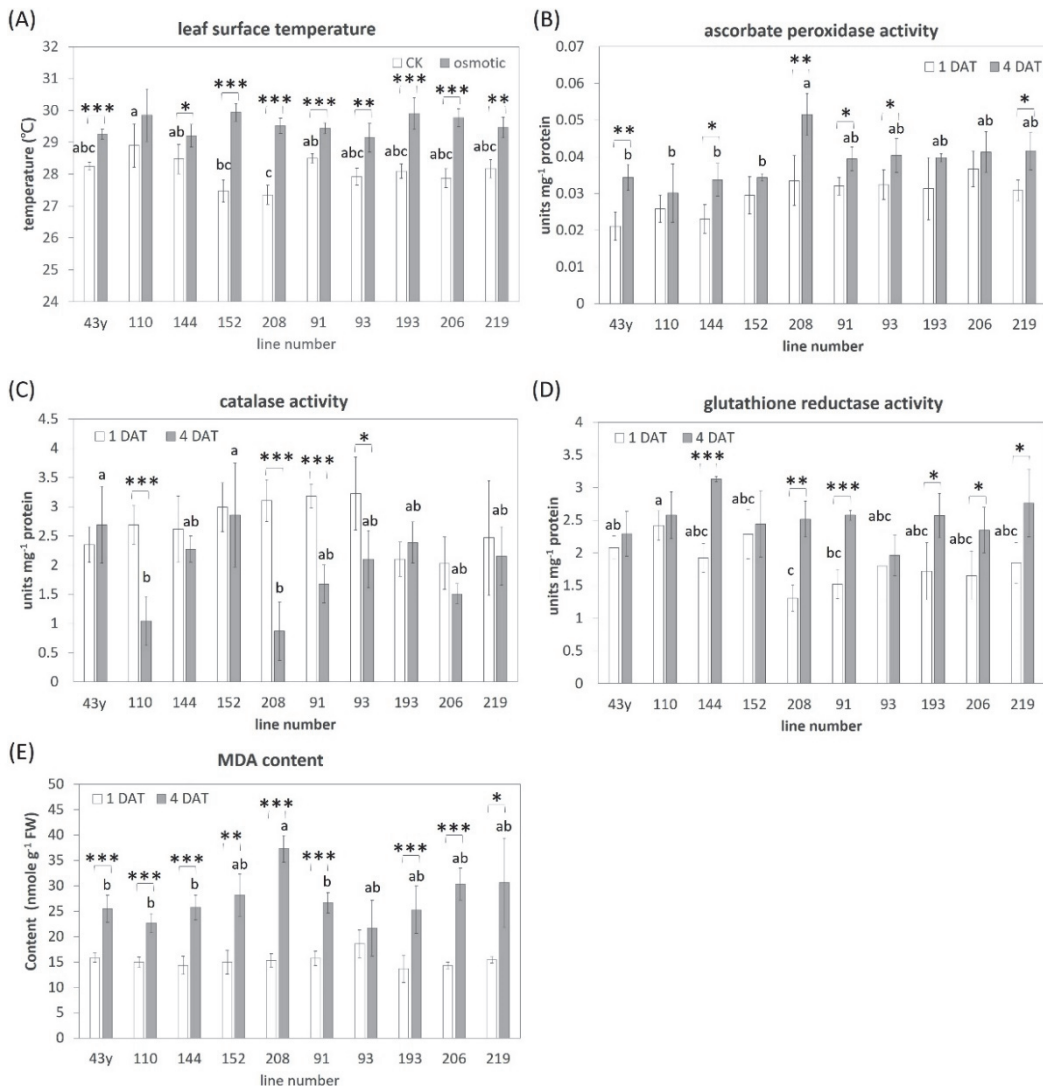 (A)
leaf surface temperature
CK osmotic
32
31
30
29
28
27
26
25
24
temperature (°C)
*** * *** *** *** ** *** *** **
abc a ab bc c ab abc abc abc abc
43y 110 144 152 208 91 93 193 206 219
line number
(B)
ascorbate peroxidase activity
1 DAT 4 DAT
0.07
0.06
0.05
0.04
0.03
0.02
0.01
0
units mg-1 protein
** * ** * * *
b b b b a ab ab ab ab ab
43y 110 144 152 208 91 93 193 206 219
line number
(C)
catalase activity
1 DAT 4 DAT
4.5
4
3.5
3
2.5
2
1.5
1
0.5
0
units mg-1 protein
*** *** *** *
a b ab a b ab ab ab ab ab
43y 110 144 152 208 91 93 193 206 219
line number
(D)
glutathione reductase activity
1 DAT 4 DAT
4
3.5
3
2.5
2
1.5
1
0.5
0
units mg-1 protein
*** ** *** * * *
ab a abc abc c bc abc abc abc abc
43y 110 144 152 208 91 93 193 206 219
line number
(E)
MDA content
1 DAT 4 DAT
50
45
40
35
30
25
20
15
10
5
0
Content (nmole g-1 FW)
*** *** *** ** *** *** *** *** *
b b b ab a b ab ab ab ab
43y 110 144 152 208 91 93 193 206 219
line number